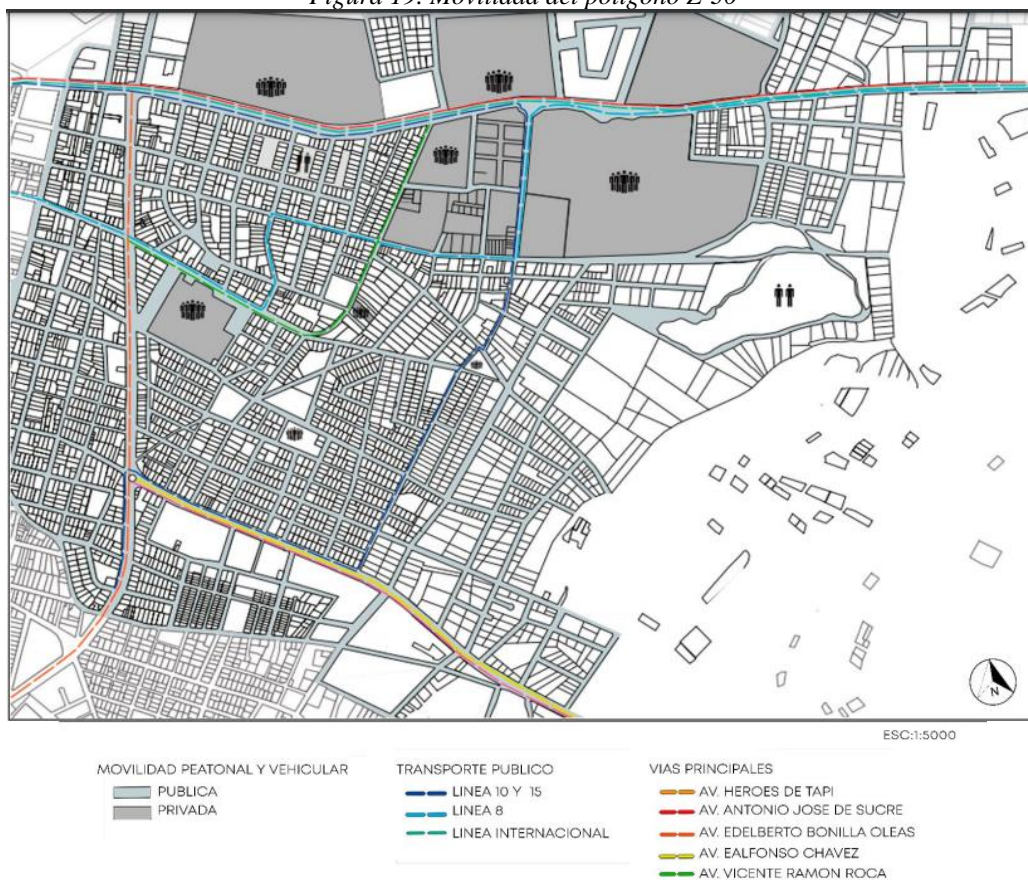 Figura 19. Movilidad del polígono Z-30
N
ESC:1:5000
MOVILIDAD PEATONAL Y VEHICULAR
PUBLICA
PRIVADA
TRANSPORTE PUBLICO
LINEA 10 Y 15
LINEA 8
LINEA INTERNACIONAL
VIAS PRINCIPALES
AV. HEROES DE TAPI
AV. ANTONIO JOSE DE SUCRE
AV. EDELBERTO BONILLA OLEAS
AV. EALFONSO CHAVEZ
AV. VICENTE RAMON ROCA